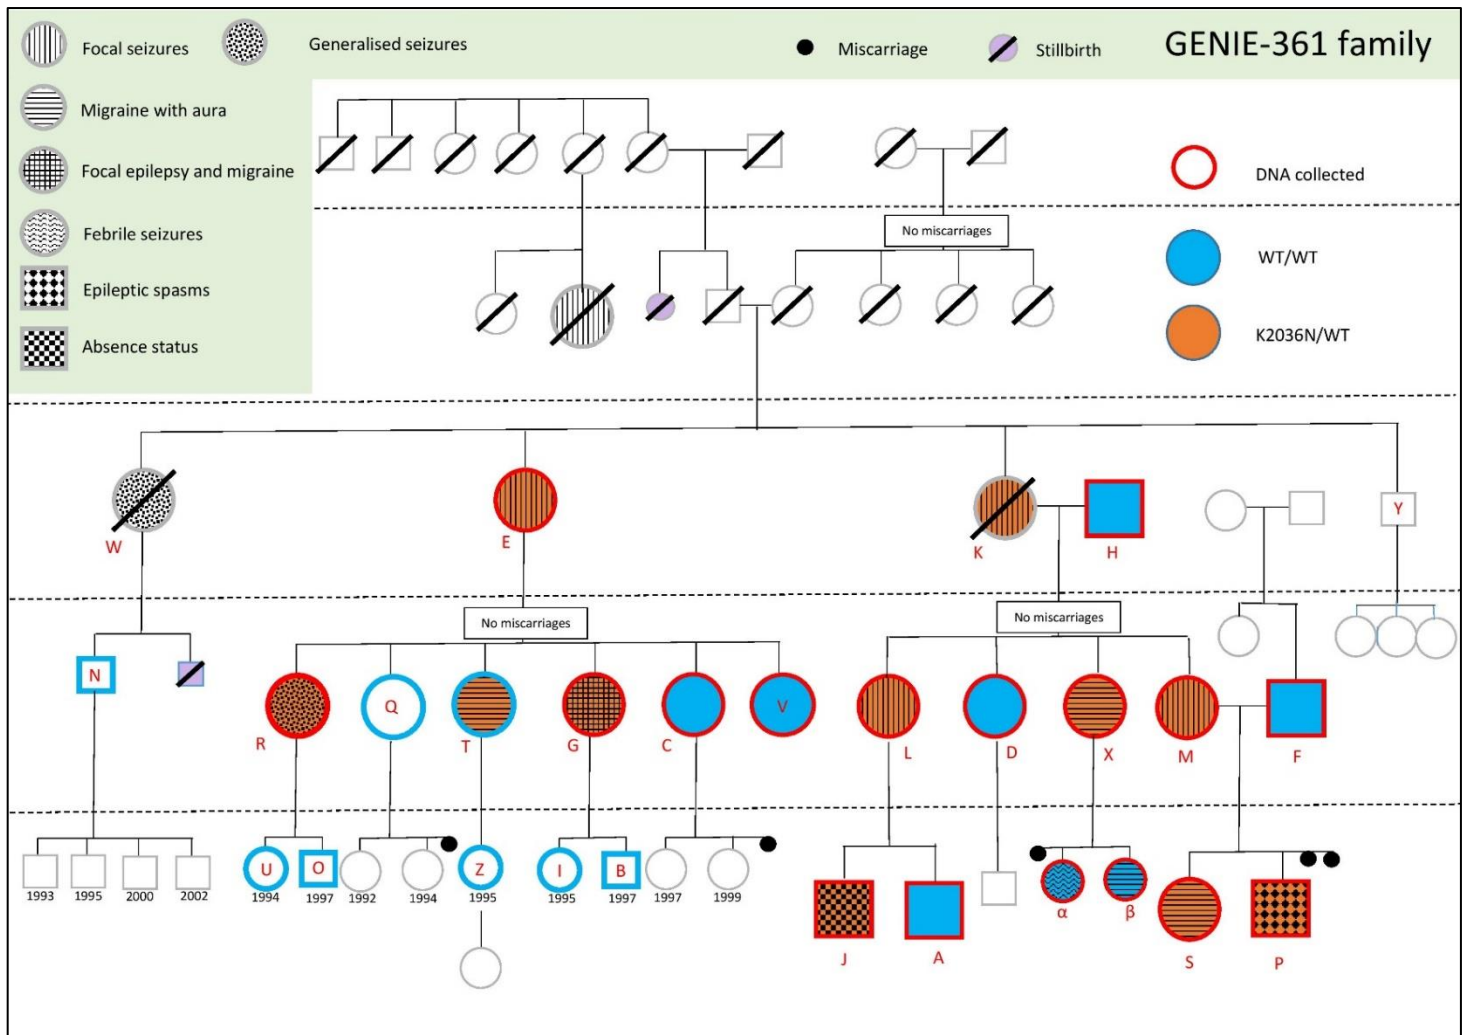 Focal seizures
Generalised seizures
Miscarriage
Stillbirth
GENIE-361 family
Migraine with aura
Focal epilepsy and migraine
DNA collected
Febrile seizures
No miscarriages
WT/WT
Epileptic spasms
K2036N/WT
Absence status
W
E
K
H
Y
No miscarriages
No miscarriages
N
R
Q
T
G
C
V
L
D
X
M
F
1993
1995
2000
2002
U
1994
O
1997
1992
1994
Z
1995
I
1995
B
1997
1997
1999
J
A
α
β
S
P